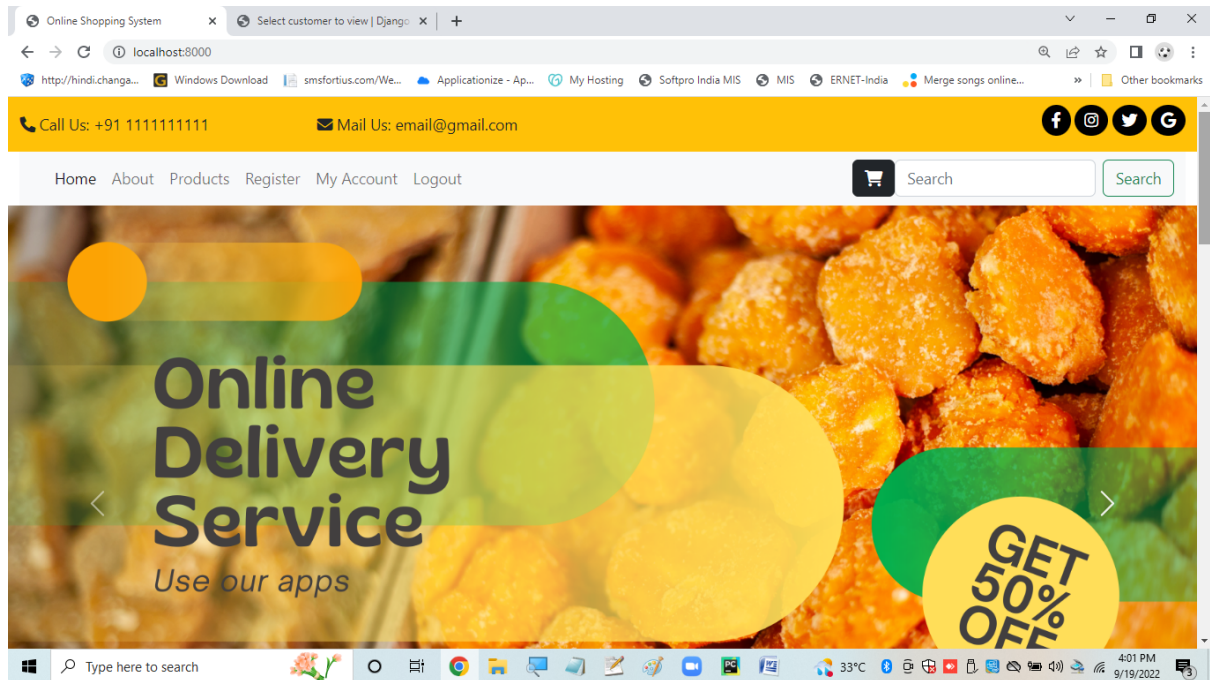 Online Shopping System
Select customer to view | Django
localhost:8000
http://hindi.changa... Windows Download smsfortius.com/We... Applicationize - Ap... My Hosting Softpro India MIS MIS ERNET-India Merge songs online... » Other bookmarks
Call Us: +91 1111111111 Mail Us: email@gmail.com
Home About Products Register My Account Logout Search Search
Online
Delivery
Service
Use our apps
GET
50%
OFF
Type here to search 33°C 4:01 PM
9/19/2022